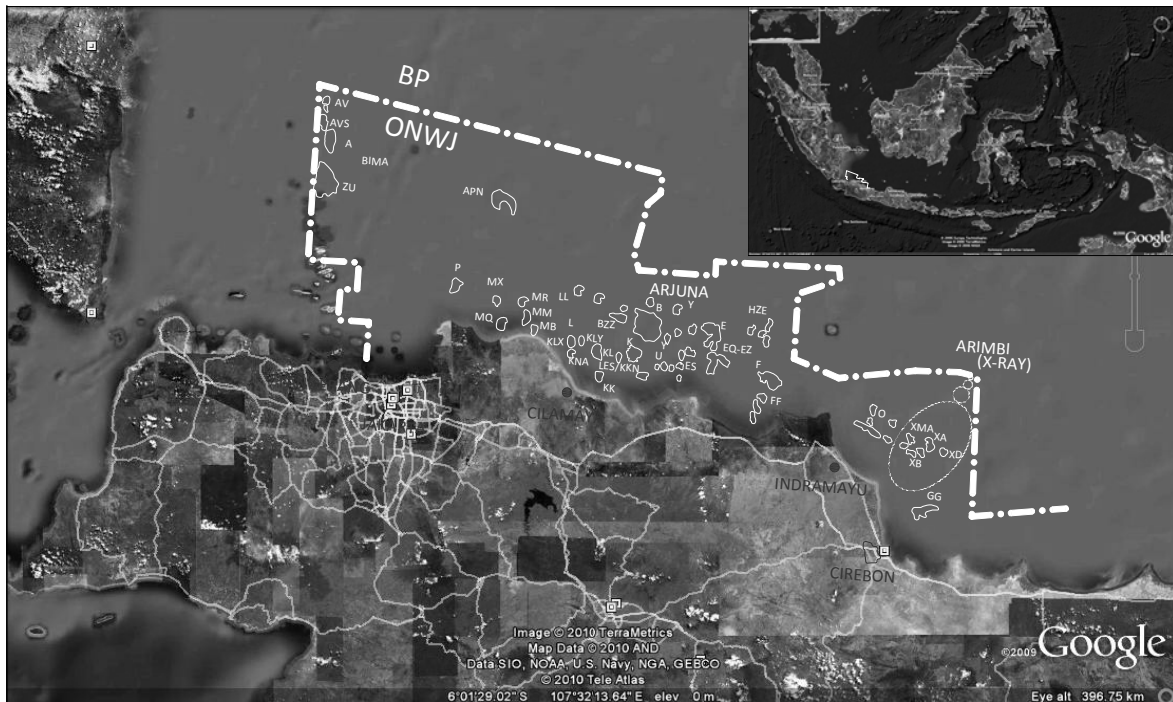 BP
ONWJ
AV
AVS
A
BIMA
ZU
APN
P
MX
MR
LL
ARJUNA
MQ
MM
MB
L
BZZ
B
Y
HZE
KLX
KLY
K
E
KNA
KL
U
EQ-EZ
LES/KKN
ES
F
KK
FF
ARIMBI
(X-RAY)
XMA
XA
XB
XD
GG
CILAMA
INDRAMAYU
CIREBON
Google
Image © 2010 TerraMetrics
Map Data © 2010 AND
Data SIO, NOAA, U.S. Navy, NGA, GEBCO
© 2010 Tele Atlas
©2009 Google
6°01'29.02" S 107°32'13.64" E elev 0 m
Eye alt 396.75 km